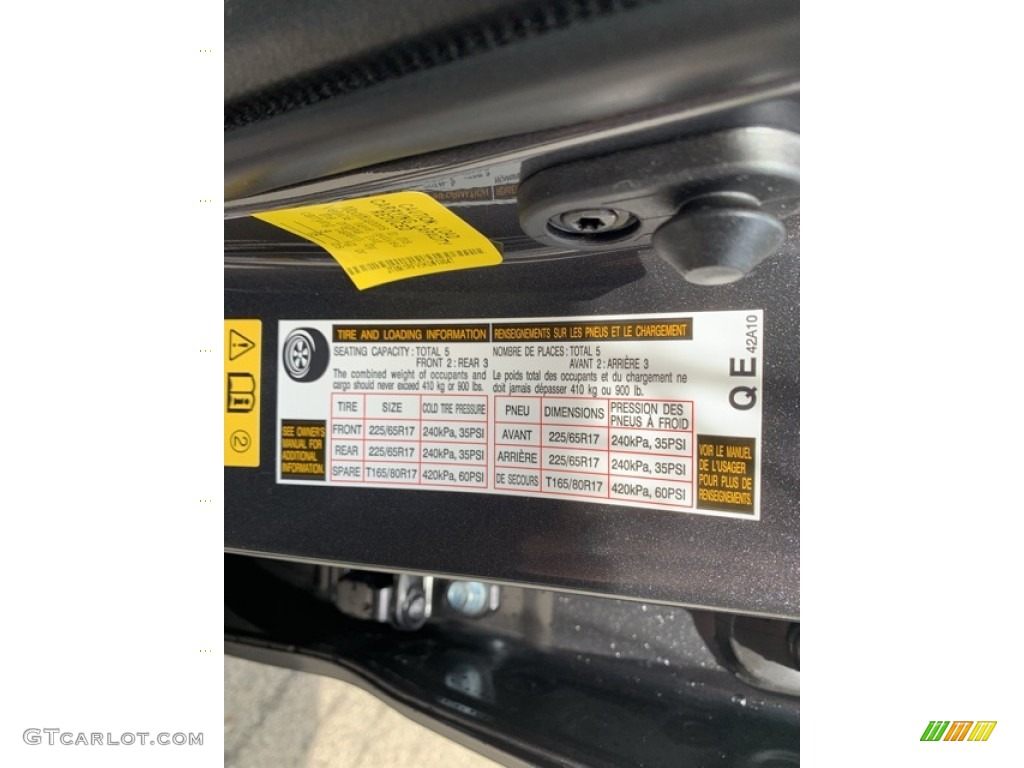 CAUTION: LOAD
CARRYING CAPACITY
REDUCED
TIRE AND LOADING INFORMATION
SEATING CAPACITY : TOTAL 5
FRONT 2 : REAR 3
The combined weight of occupants and
cargo should never exceed 410 kg or 900 lbs.
TIRE SIZE COLD TIRE PRESSURE
FRONT 225/65R17 240kPa, 35PSI
REAR 225/65R17 240kPa, 35PSI
SPARE T165/80R17 420kPa, 60PSI
SEE OWNER'S
MANUAL FOR
ADDITIONAL
INFORMATION.
RENSEIGNEMENTS SUR LES PNEUS ET LE CHARGEMENT
NOMBRE DE PLACES : TOTAL 5
AVANT 2 : ARRIÈRE 3
Le poids total des occupants et du chargement ne
doit jamais dépasser 410 kg ou 900 lb.
PNEU DIMENSIONS PRESSION DES
PNEUS À FROID
AVANT 225/65R17 240kPa, 35PSI
ARRIÈRE 225/65R17 240kPa, 35PSI
DE SECOURS T165/80R17 420kPa, 60PSI
VOIR LE MANUEL
DE L'USAGER
POUR PLUS DE
RENSEIGNEMENTS.
QE 42A10
2
GTCARLOT.COM